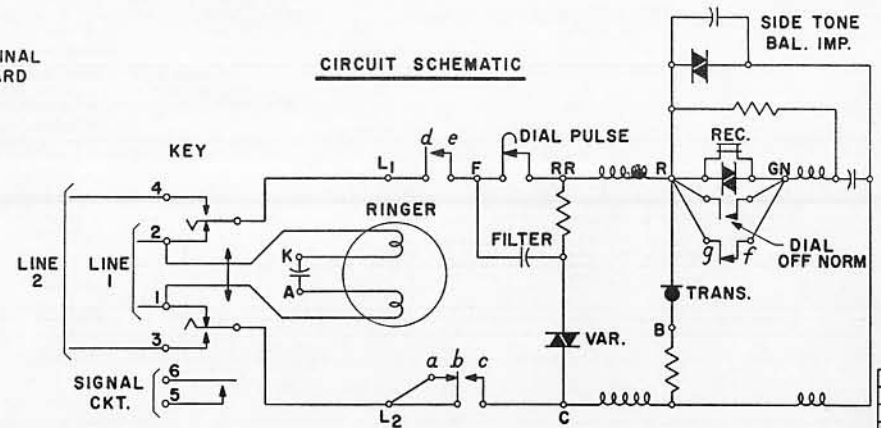 INAL
ARD
CIRCUIT SCHEMATIC
SIDE TONE
BAL. IMP.
KEY
4
2
1
3
6
5
LINE
2
LINE
1
SIGNAL
CKT.
L1
d
e
F
DIAL PULSE
RR
R
REC.
GN
RINGER
K
A
FILTER
DIAL
OFF NORM
g
f
TRANS.
B
VAR.
a
b
c
L2
C